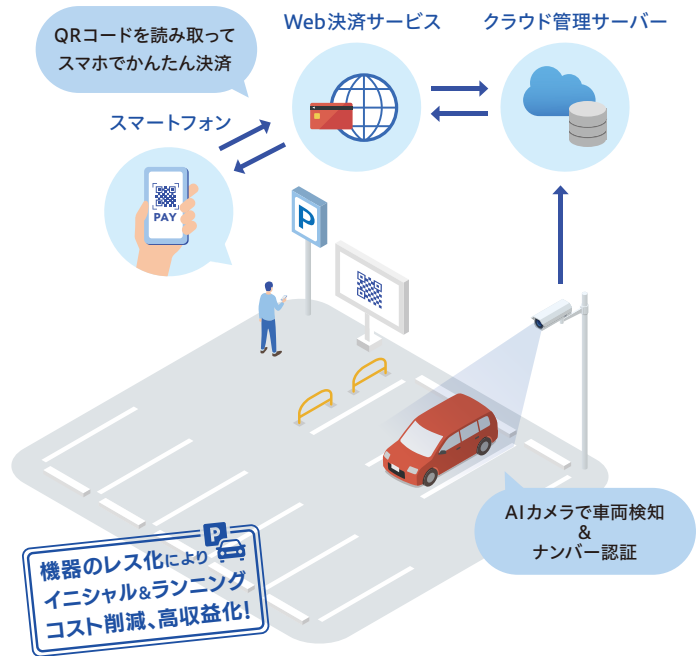 QRコードを読み取って
スマホでかんたん決済
Web決済サービス
クラウド管理サーバー
スマートフォン
PAY
P
AIカメラで車両検知
&
ナンバー認証
P
機器のレス化により
イニシャル&ランニング
コスト削減、高収益化!